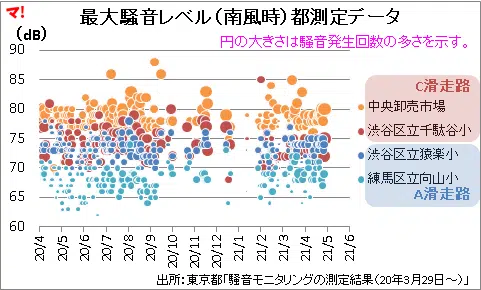 マ!
最大騒音レベル(南風時)都測定データ
(dB)
円の大きさは騒音発生回数の多さを示す。
90
85
80
75
70
65
60
C滑走路
中央卸売市場
渋谷区立千駄谷小
渋谷区立猿楽小
練馬区立向山小
A滑走路
20/4 20/5 20/6 20/7 20/8 20/9 20/10 20/11 20/12 21/1 21/2 21/3 21/4 21/5 21/6
出所:東京都「騒音モニタリングの測定結果(20年3月29日~)」